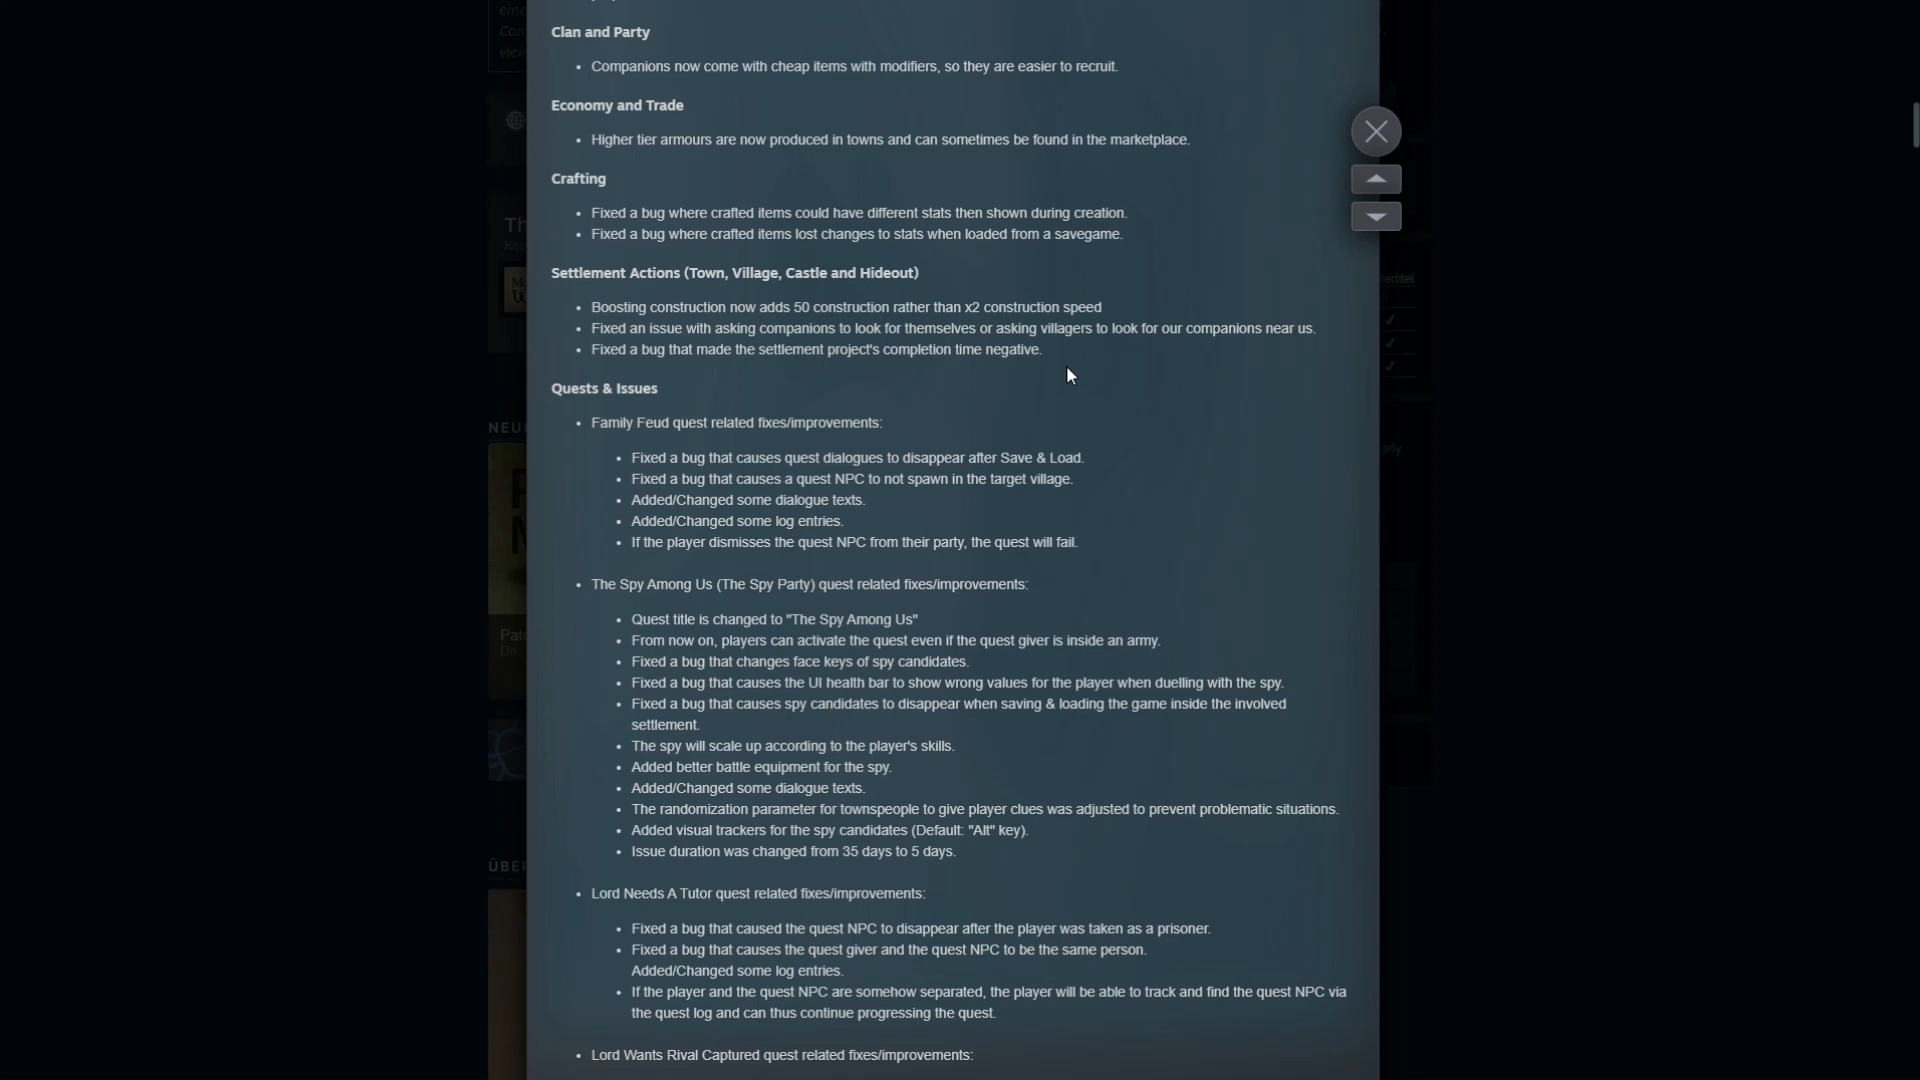 Clan and Party
• Companions now come with cheap items with modifiers, so they are easier to recruit.
Economy and Trade
• Higher tier armours are now produced in towns and can sometimes be found in the marketplace.
Crafting
• Fixed a bug where crafted items could have different stats then shown during creation.
• Fixed a bug where crafted items lost changes to stats when loaded from a savegame.
Settlement Actions (Town, Village, Castle and Hideout)
• Boosting construction now adds 50 construction rather than x2 construction speed
• Fixed an issue with asking companions to look for themselves or asking villagers to look for our companions near us.
• Fixed a bug that made the settlement project's completion time negative.
Quests & Issues
• Family Feud quest related fixes/improvements:
• Fixed a bug that causes quest dialogues to disappear after Save & Load.
• Fixed a bug that causes a quest NPC to not spawn in the target village.
• Added/Changed some dialogue texts.
• Added/Changed some log entries.
• If the player dismisses the quest NPC from their party, the quest will fail.
• The Spy Among Us (The Spy Party) quest related fixes/improvements:
• Quest title is changed to "The Spy Among Us"
• From now on, players can activate the quest even if the quest giver is inside an army.
• Fixed a bug that changes face keys of spy candidates.
• Fixed a bug that causes the UI health bar to show wrong values for the player when duelling with the spy.
• Fixed a bug that causes spy candidates to disappear when saving & loading the game inside the involved
settlement.
• The spy will scale up according to the player's skills.
• Added better battle equipment for the spy.
• Added/Changed some dialogue texts.
• The randomization parameter for townspeople to give player clues was adjusted to prevent problematic situations.
• Added visual trackers for the spy candidates (Default: "Alt" key).
• Issue duration was changed from 35 days to 5 days.
• Lord Needs A Tutor quest related fixes/improvements:
• Fixed a bug that caused the quest NPC to disappear after the player was taken as a prisoner.
• Fixed a bug that causes the quest giver and the quest NPC to be the same person.
Added/Changed some log entries.
• If the player and the quest NPC are somehow separated, the player will be able to track and find the quest NPC via
the quest log and can thus continue progressing the quest.
• Lord Wants Rival Captured quest related fixes/improvements: